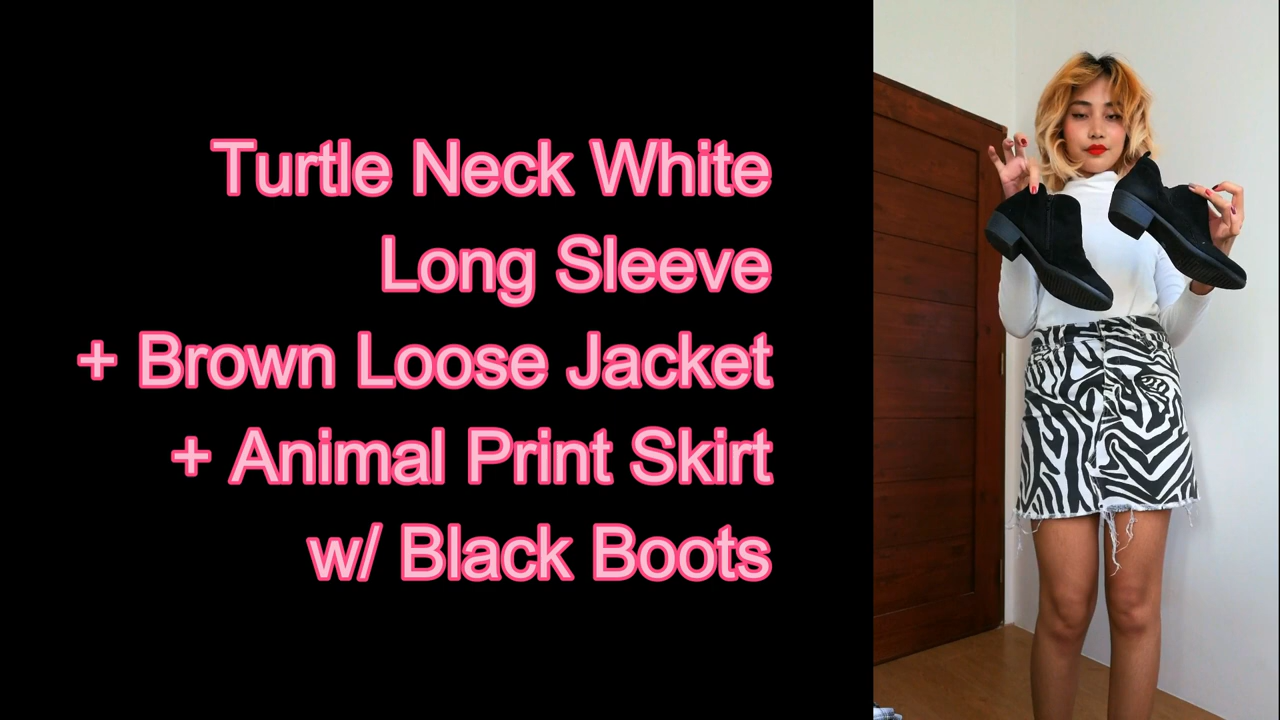 Turtle Neck White
Long Sleeve
+ Brown Loose Jacket
+ Animal Print Skirt
w/ Black Boots